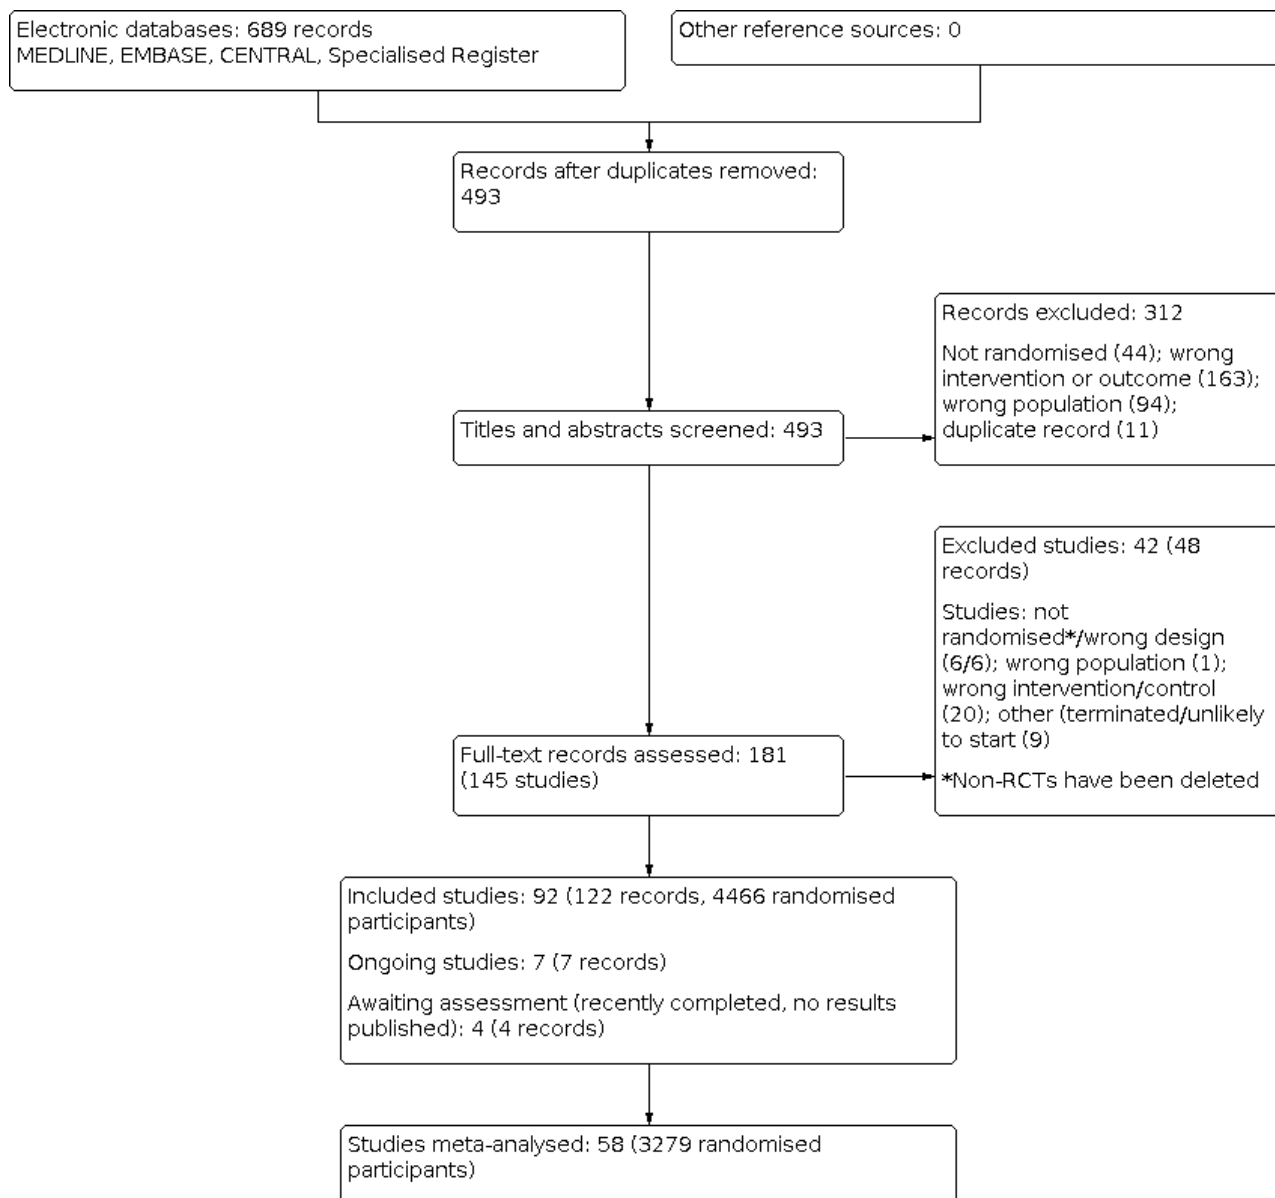 Electronic databases: 689 records
MEDLINE, EMBASE, CENTRAL, Specialised Register
Other reference sources: 0
Records after duplicates removed:
493
Records excluded: 312
Not randomised (44); wrong
intervention or outcome (163);
wrong population (94);
duplicate record (11)
Titles and abstracts screened: 493
Excluded studies: 42 (48
records)
Studies: not
randomised*/wrong design
(6/6); wrong population (1);
wrong intervention/control
(20); other (terminated/unlikely
to start (9)
*Non-RCTs have been deleted
Full-text records assessed: 181
(145 studies)
Included studies: 92 (122 records, 4466 randomised
participants)
Ongoing studies: 7 (7 records)
Awaiting assessment (recently completed, no results
published): 4 (4 records)
Studies meta-analysed: 58 (3279 randomised
participants)